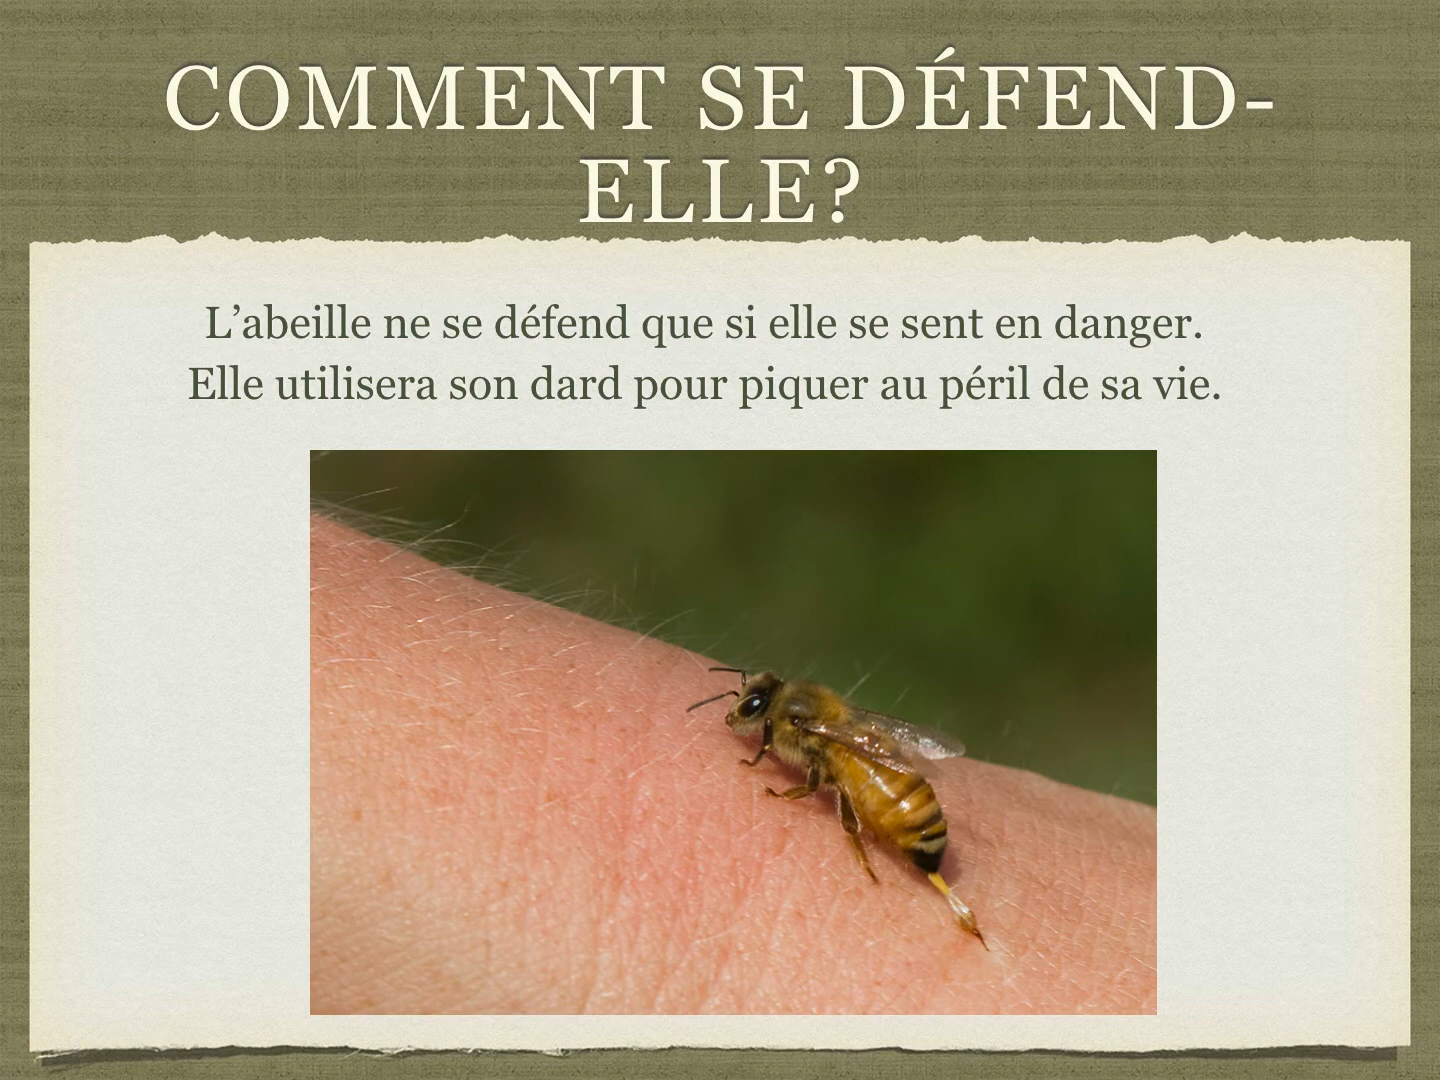 COMMENT SE DÉFEND-
ELLE?
L’abeille ne se défend que si elle se sent en danger.
Elle utilisera son dard pour piquer au péril de sa vie.